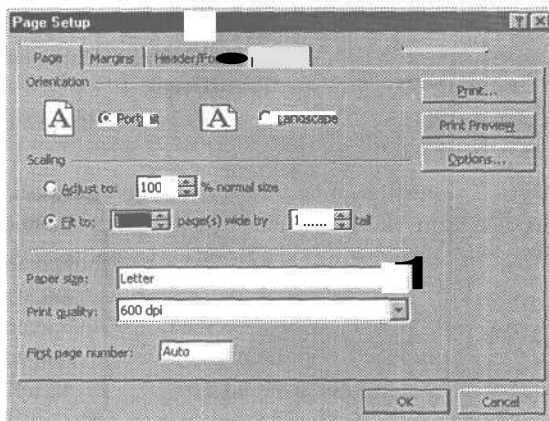 Page Setup
Page Margins
Orientation
Print...
A A Landscape
Print Preview
Scaling
Options...
Adjust to: 100 % normal size
Fit to: page(s) wide by 1 tall
Paper size: Letter
Print quality: 600 dpi
First page number: Auto
OK Cancel